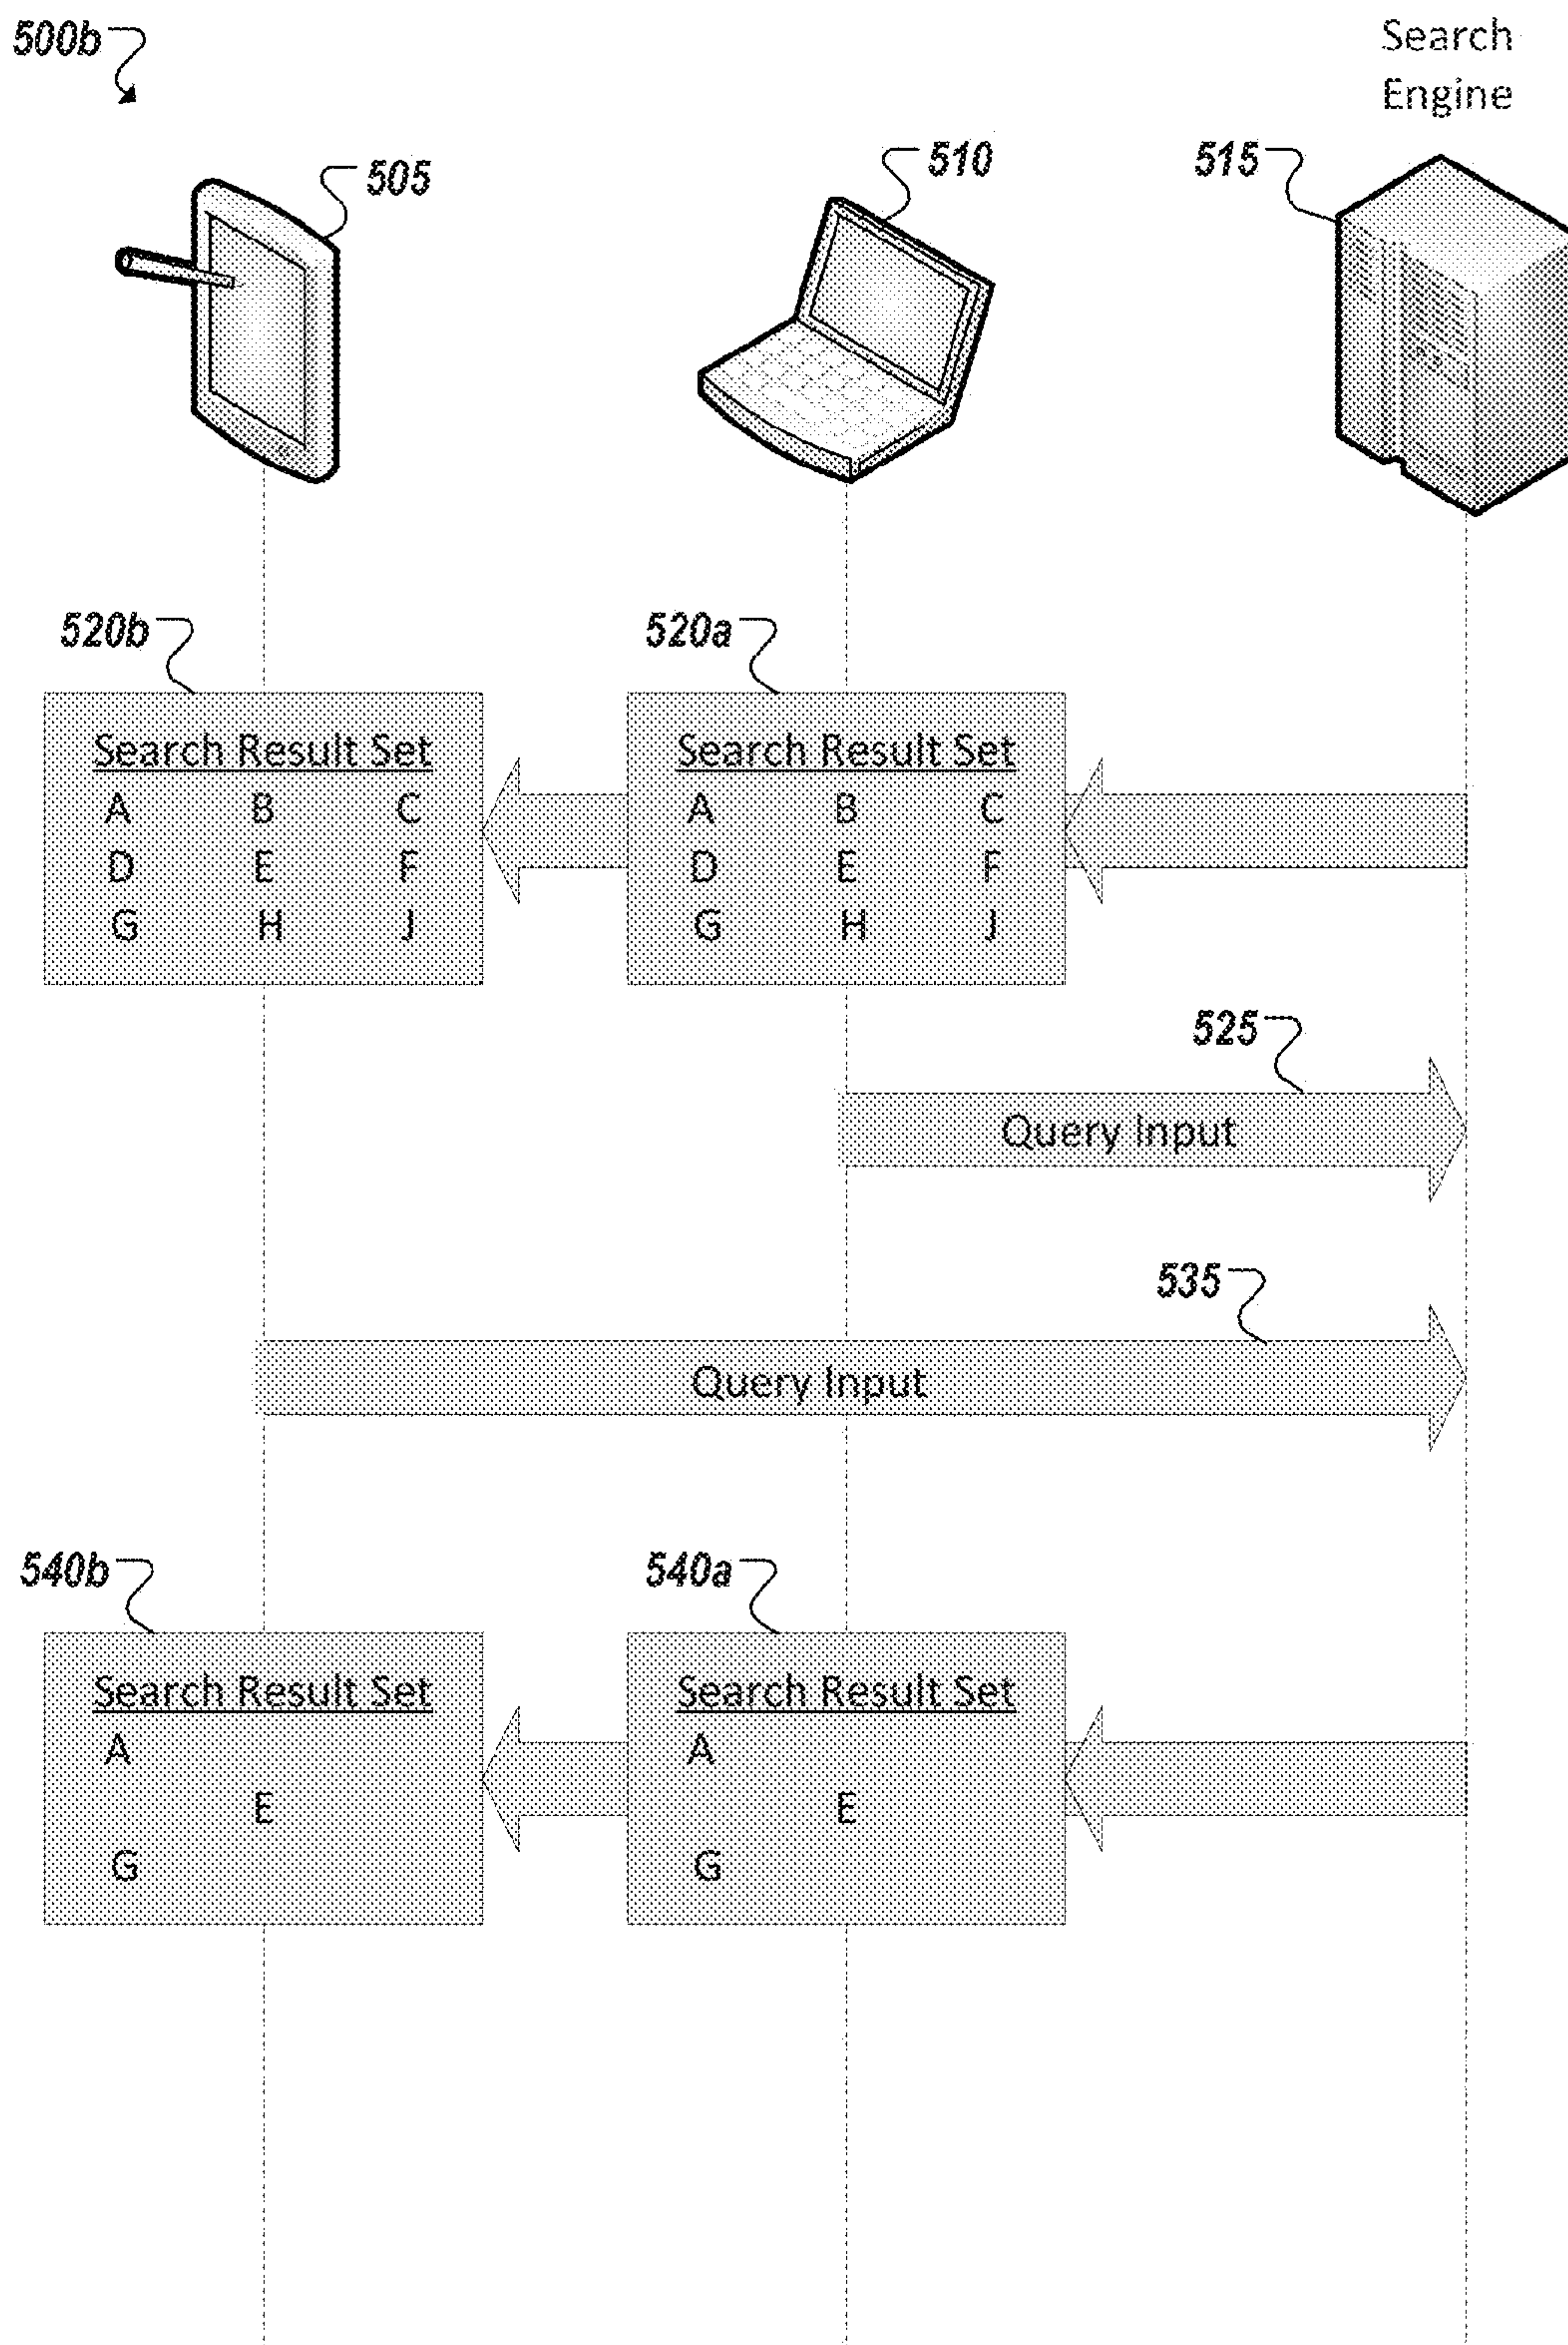 500b
Search
Engine
505
510
515
520b
520a
Search Result Set
A B C
D E F
G H J
Search Result Set
A B C
D E F
G H J
525
Query Input
535
Query Input
540b
540a
Search Result Set
A
E
G
Search Result Set
A
E
G